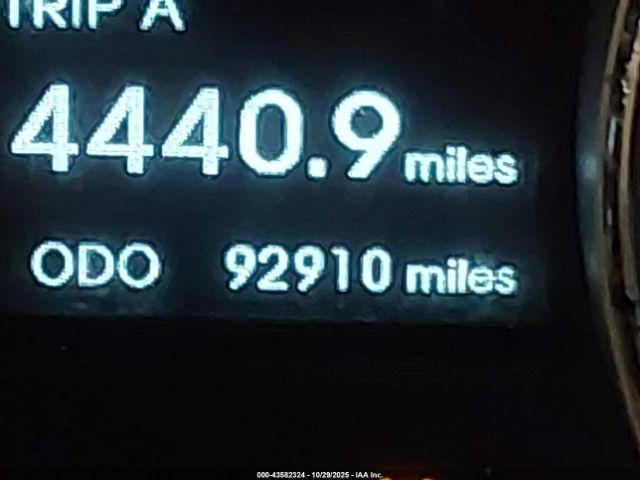 TRIP A
4440.9 miles
ODO 92910 miles
000-43582324 - 10/29/2025 - IAA Inc.